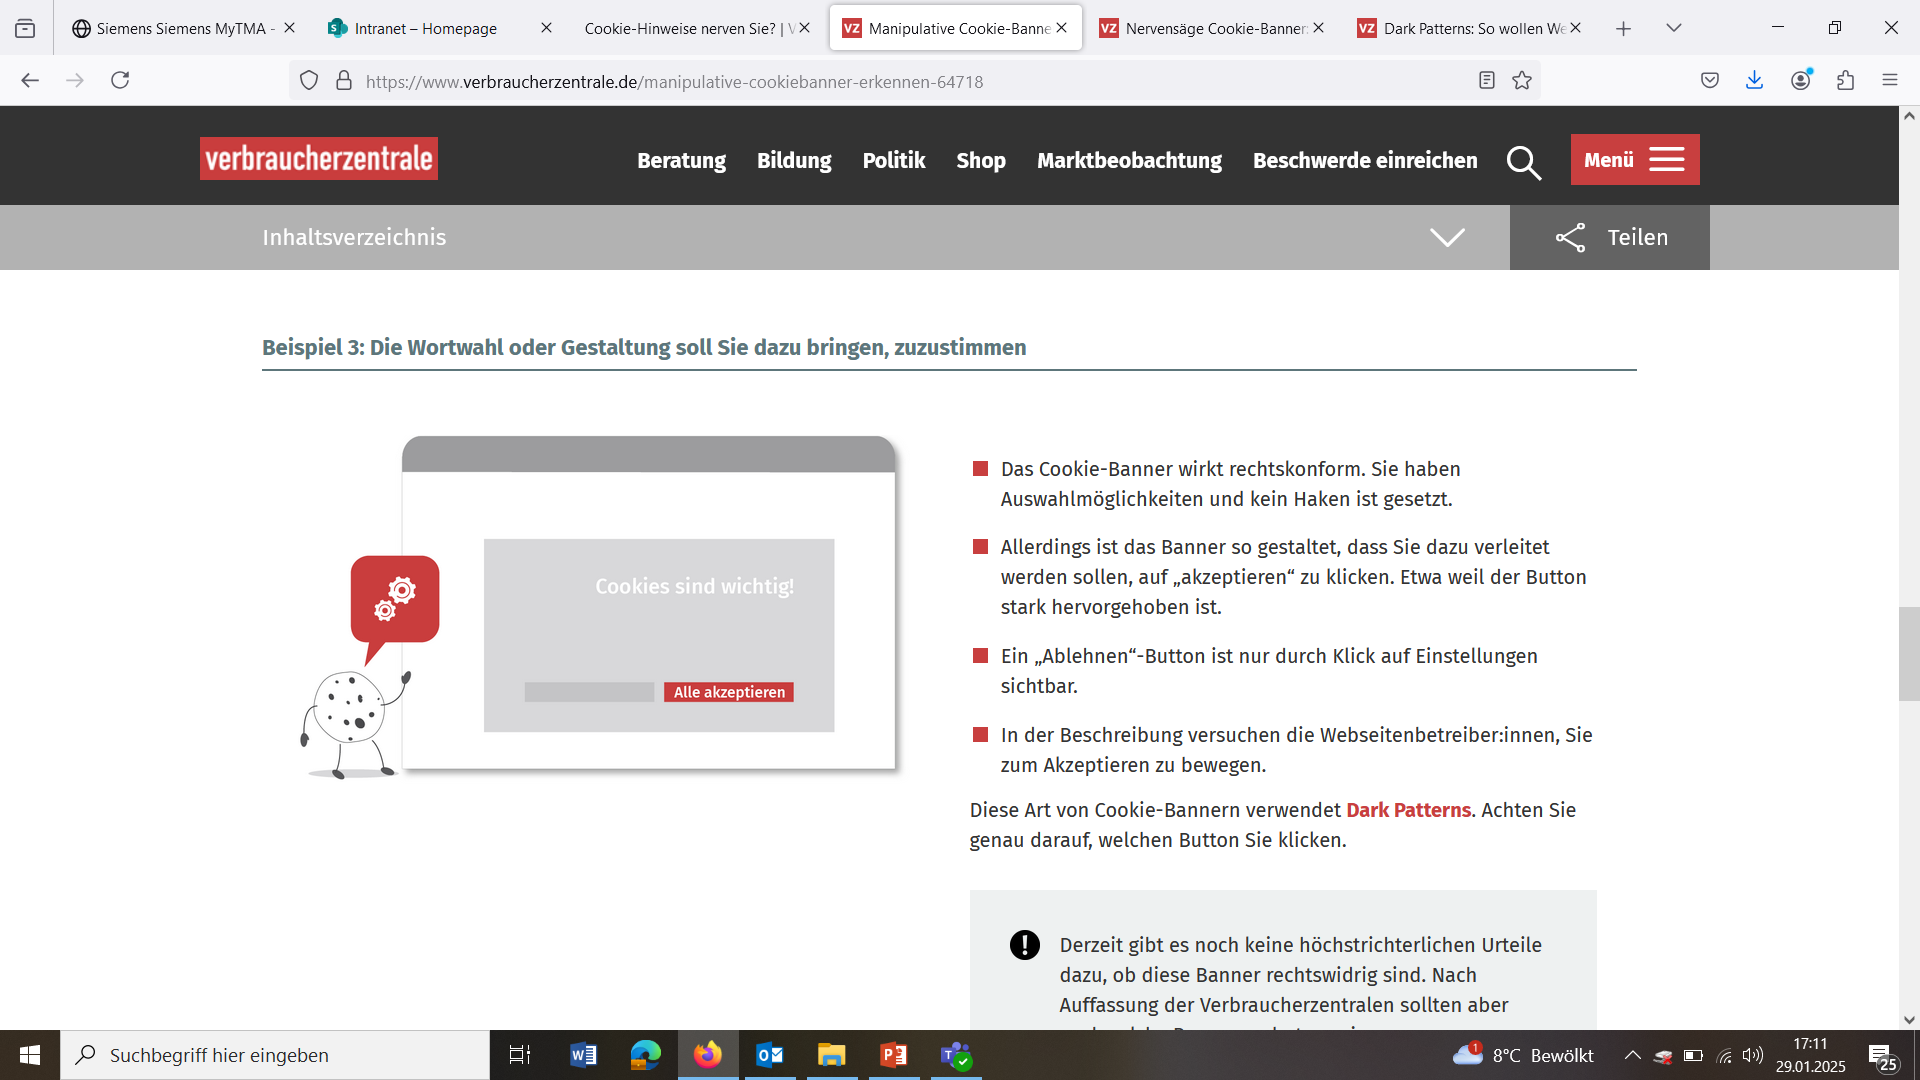 Siemens Siemens MyTMA -
Intranet – Homepage
Cookie-Hinweise nerven Sie? | V
VZ Manipulative Cookie-Banne
VZ Nervensäge Cookie-Banner:
VZ Dark Patterns: So wollen We
https://www.verbraucherzentrale.de/manipulative-cookiebanner-erkennen-64718
verbraucherzentrale
Beratung Bildung Politik Shop Marktbeobachtung Beschwerde einreichen
Menü
Inhaltsverzeichnis
Teilen
Beispiel 3: Die Wortwahl oder Gestaltung soll Sie dazu bringen, zuzustimmen
Cookies sind wichtig!
Alle akzeptieren
Das Cookie-Banner wirkt rechtskonform. Sie haben
Auswahlmöglichkeiten und kein Haken ist gesetzt.
Allerdings ist das Banner so gestaltet, dass Sie dazu verleitet
werden sollen, auf „akzeptieren“ zu klicken. Etwa weil der Button
stark hervorgehoben ist.
Ein „Ablehnen“-Button ist nur durch Klick auf Einstellungen
sichtbar.
In der Beschreibung versuchen die Webseitenbetreiber:innen, Sie
zum Akzeptieren zu bewegen.
Diese Art von Cookie-Bannern verwendet Dark Patterns. Achten Sie
genau darauf, welchen Button Sie klicken.
Derzeit gibt es noch keine höchstrichterlichen Urteile
dazu, ob diese Banner rechtswidrig sind. Nach
Auffassung der Verbraucherzentralen sollten aber
Suchbegriff hier eingeben
1
8°C Bewölkt
17:11
29.01.2025
25